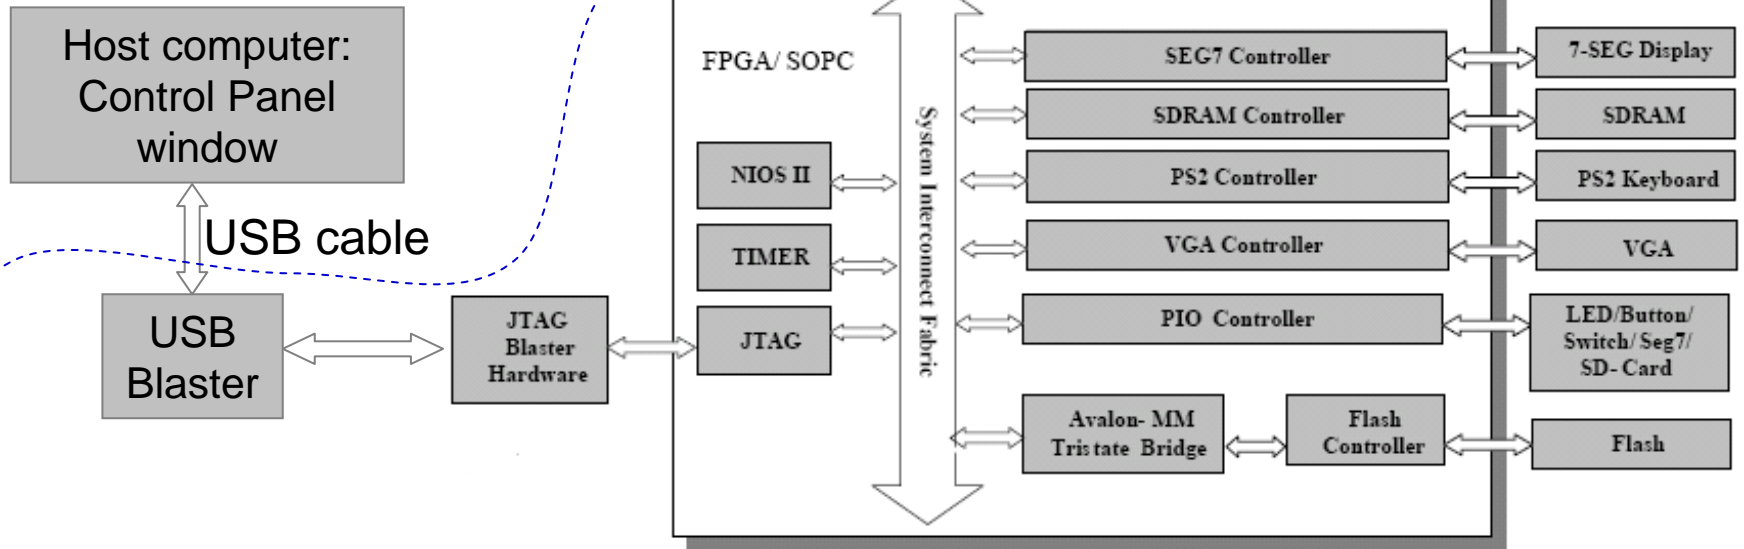 Host computer:
Control Panel
window
USB cable
USB
Blaster
JTAG
Blaster
Hardware
FPGA/ SOPC
NIOS II
TIMER
JTAG
System Interconnect Fabric
SEG7 Controller
SDRAM Controller
PS2 Controller
VGA Controller
PIO Controller
Avalon- MM
Tristate Bridge
Flash
Controller
7-SEG Display
SDRAM
PS2 Keyboard
VGA
LED/Button/
Switch/Seg7/
SD- Card
Flash